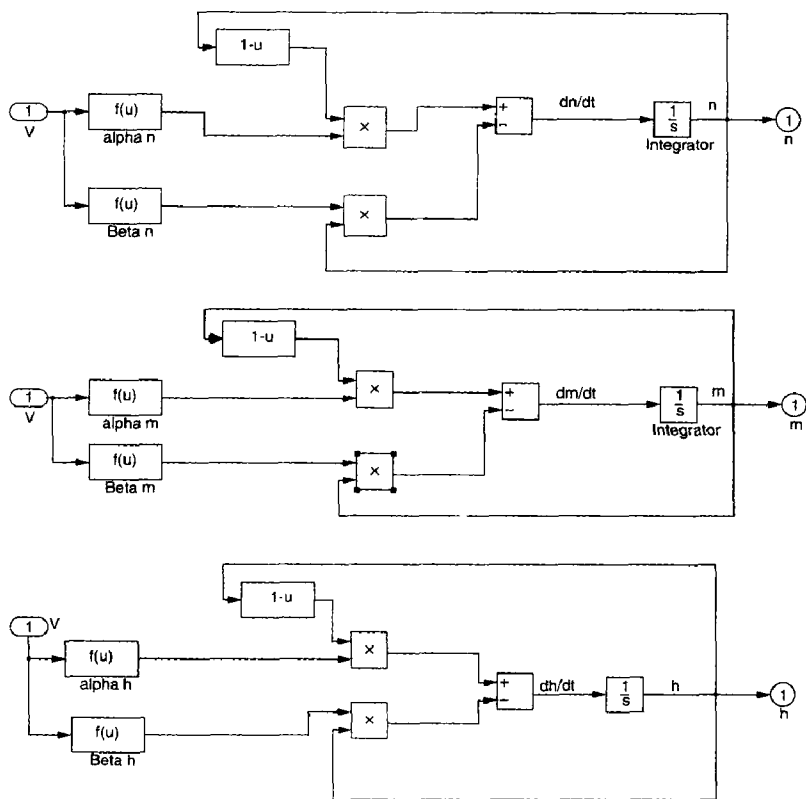 1-u
1
V
f(u)
alpha n
×
+
−
dn/dt
1
s
Integrator
n
1
n
f(u)
Beta n
×
1-u
1
V
f(u)
alpha m
×
+
−
dm/dt
1
s
Integrator
m
1
m
f(u)
Beta m
×
1-u
1
V
f(u)
alpha h
×
+
−
dh/dt
1
s
h
1
h
f(u)
Beta h
×